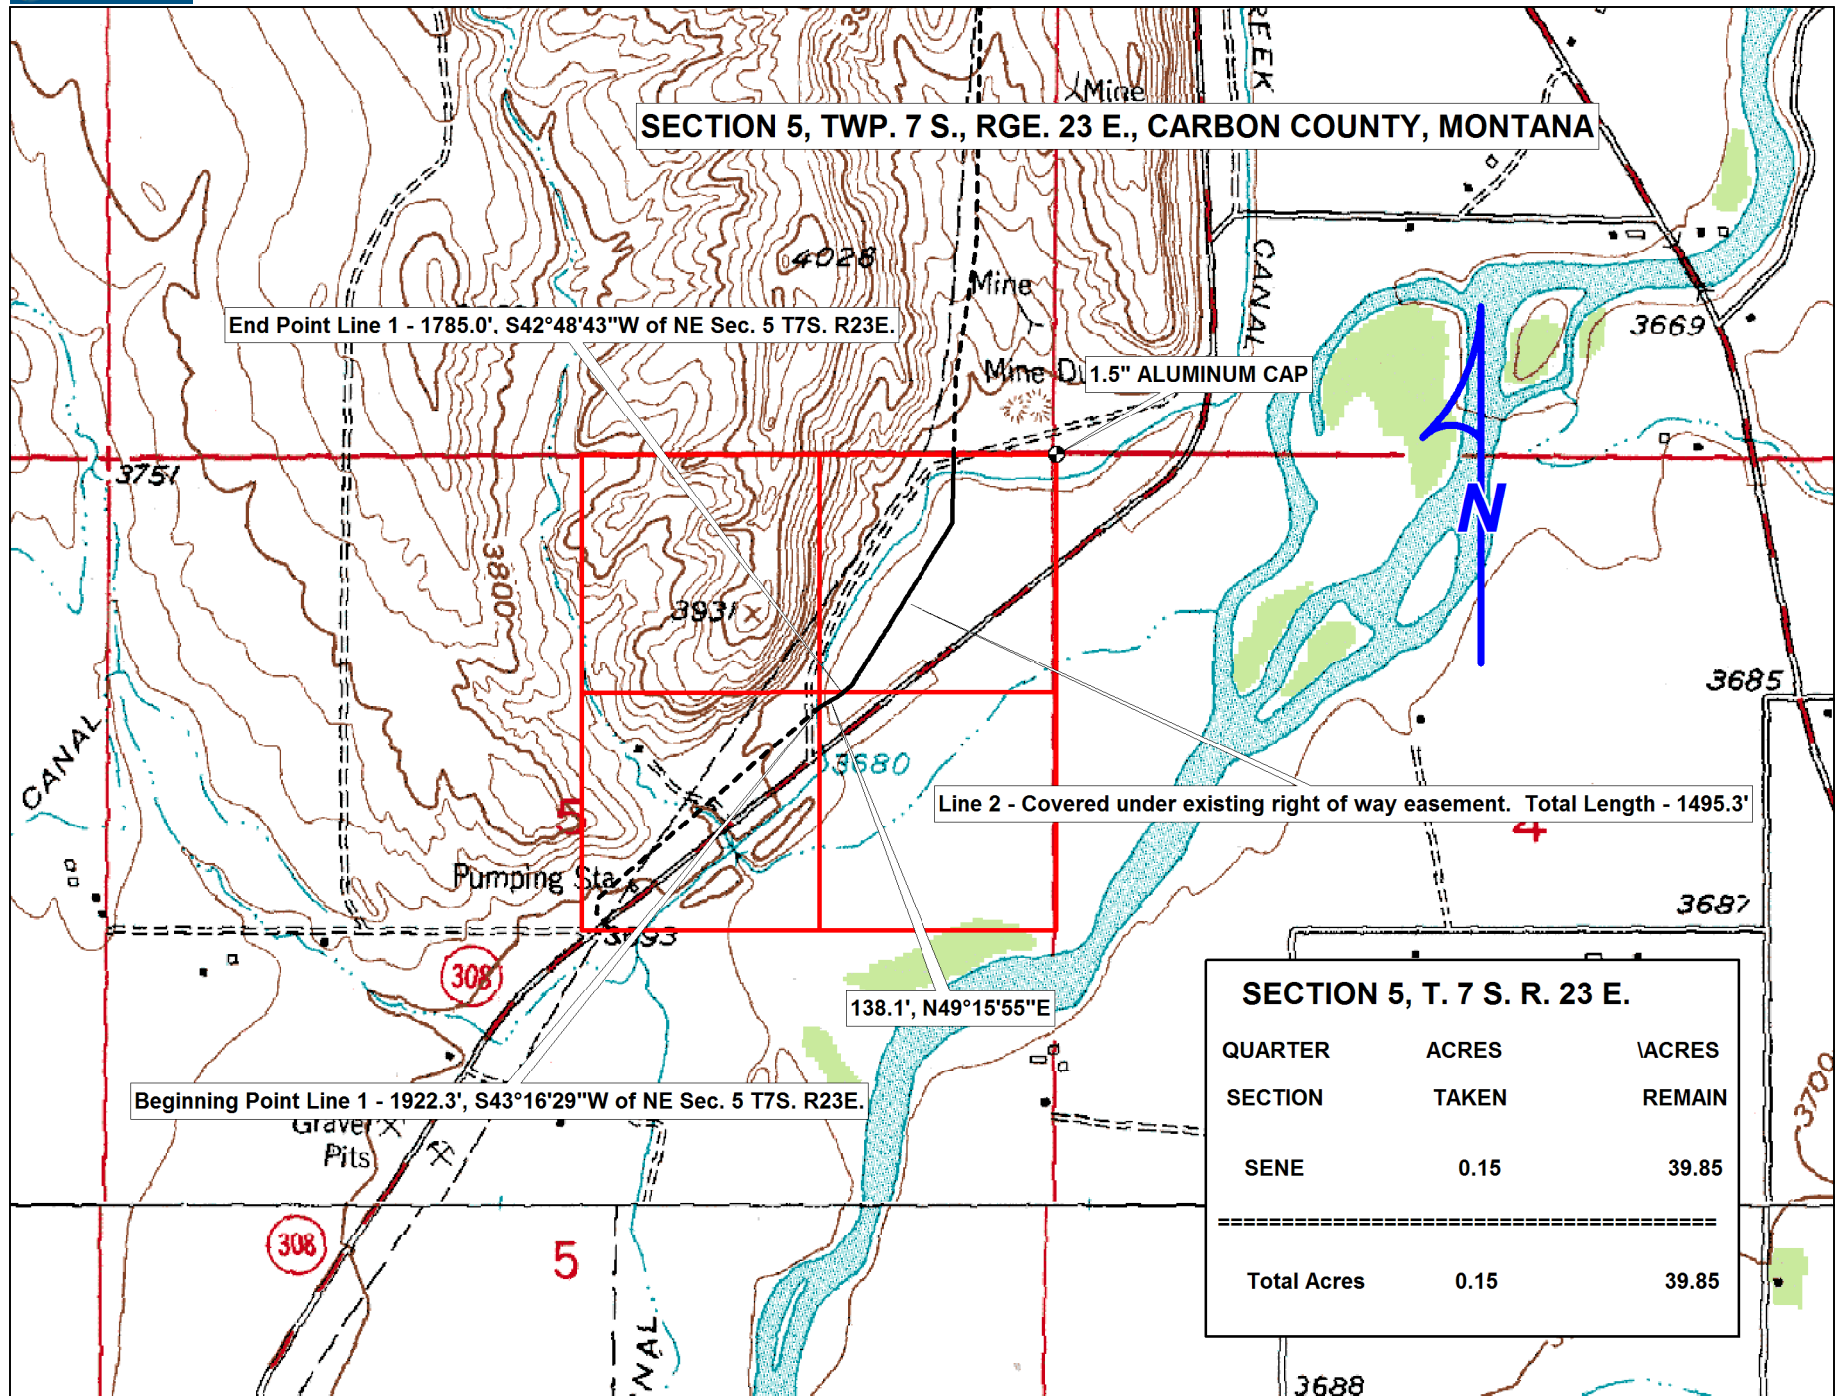 REEK
Mine
SECTION 5, TWP. 7 S., RGE. 23 E., CARBON COUNTY, MONTANA
4028
CANAL
Mine
End Point Line 1 - 1785.0', S42°48'43"W of NE Sec. 5 T7S. R23E.
3669
Mine
1.5" ALUMINUM CAP
3751
N
3800
3931
3685
CANAL
3680
Line 2 - Covered under existing right of way easement. Total Length - 1495.3'
5
4
Pumping Sta
3687
3693
308
138.1', N49°15'55"E
SECTION 5, T. 7 S. R. 23 E.
QUARTER ACRES \ACRES
SECTION TAKEN REMAIN
SENE 0.15 39.85
=======================================
Total Acres 0.15 39.85
Beginning Point Line 1 - 1922.3', S43°16'29"W of NE Sec. 5 T7S. R23E.
3700
Gravel
Pits
308
5
NAL
3688